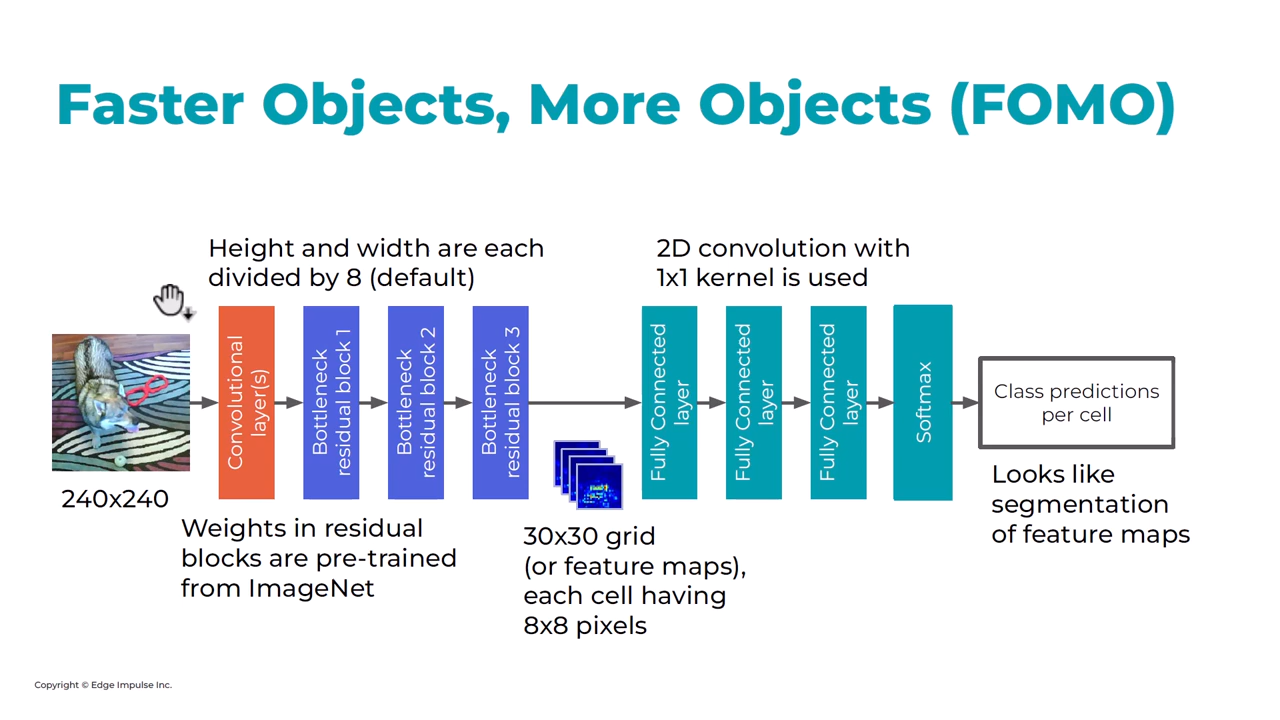 Faster Objects, More Objects (FOMO)
Height and width are each
divided by 8 (default)
2D convolution with
1x1 kernel is used
Convolutional
layer(s)
Bottleneck
residual block 1
Bottleneck
residual block 2
Bottleneck
residual block 3
Fully Connected
layer
Fully Connected
layer
Fully Connected
layer
Softmax
Class predictions
per cell
240x240
Weights in residual
blocks are pre-trained
from ImageNet
30x30 grid
(or feature maps),
each cell having
8x8 pixels
Looks like
segmentation
of feature maps
Copyright © Edge Impulse Inc.